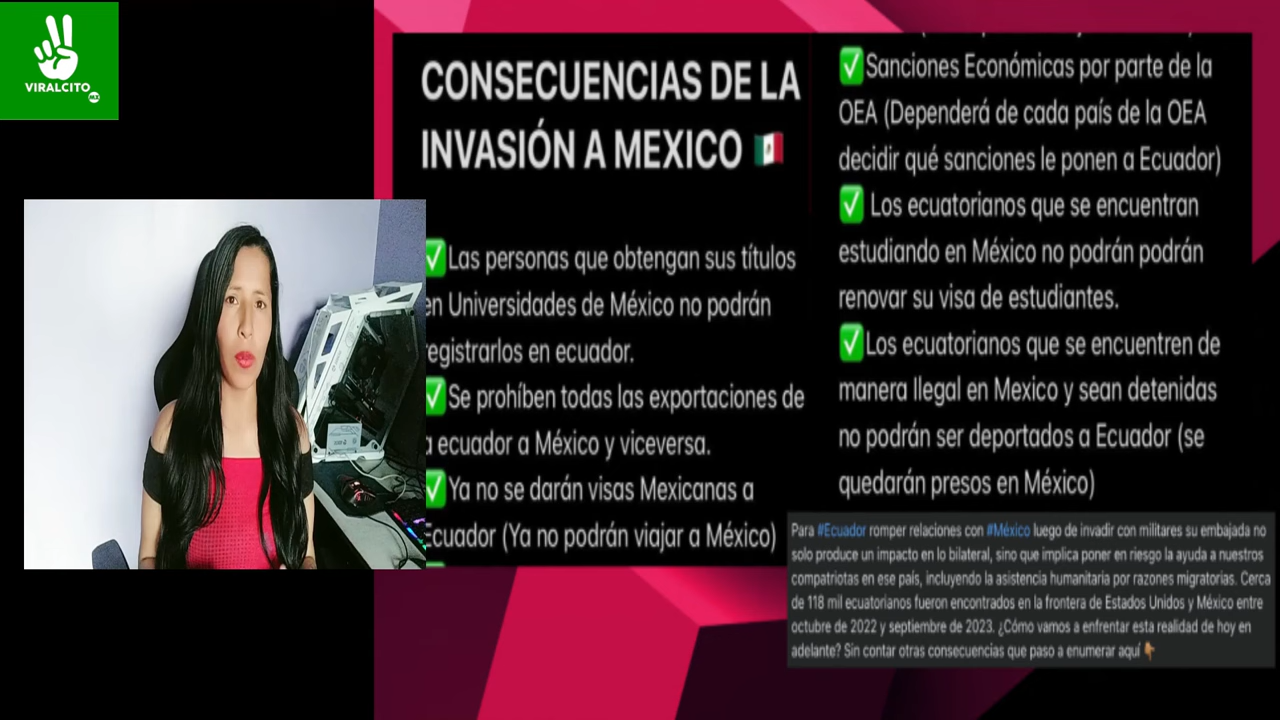 VIRALCITO
CONSECUENCIAS DE LA
INVASIÓN A MEXICO
Las personas que obtengan sus títulos
en Universidades de México no podrán
registrarlos en ecuador.
Se prohíben todas las exportaciones de
a ecuador a México y viceversa.
Ya no se darán visas Mexicanas a
Ecuador (Ya no podrán viajar a México)
Sanciones Económicas por parte de la
OEA (Dependerá de cada país de la OEA
decidir qué sanciones le ponen a Ecuador)
Los ecuatorianos que se encuentran
estudiando en México no podrán podrán
renovar su visa de estudiantes.
Los ecuatorianos que se encuentren de
manera Ilegal en Mexico y sean detenidas
no podrán ser deportados a Ecuador (se
quedarán presos en México)
Para #Ecuador romper relaciones con #México luego de invadir con militares su embajada no
solo produce un impacto en lo bilateral, sino que implica poner en riesgo la ayuda a nuestros
compatriotas en ese país, incluyendo la asistencia humanitaria por razones migratorias. Cerca
de 118 mil ecuatorianos fueron encontrados en la frontera de Estados Unidos y México entre
octubre de 2022 y septiembre de 2023. ¿Cómo vamos a enfrentar esta realidad de hoy en
adelante? Sin contar otras consecuencias que paso a enumerar aquí